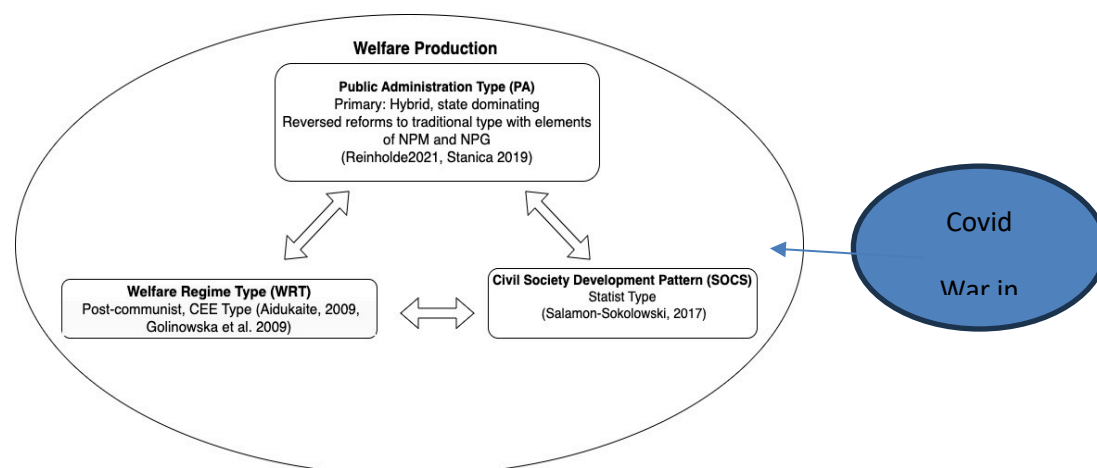 Welfare Production
Public Administration Type (PA)
Primary: Hybrid, state dominating
Reversed reforms to traditional type with elements
of NPM and NPG
(Reinholde2021, Stanica 2019)
Welfare Regime Type (WRT)
Post-communist, CEE Type (Aidukaite, 2009,
Golinowska et al. 2009)
Civil Society Development Pattern (SOCS)
Statist Type
(Salamon-Sokolowski, 2017)
Covid
War in